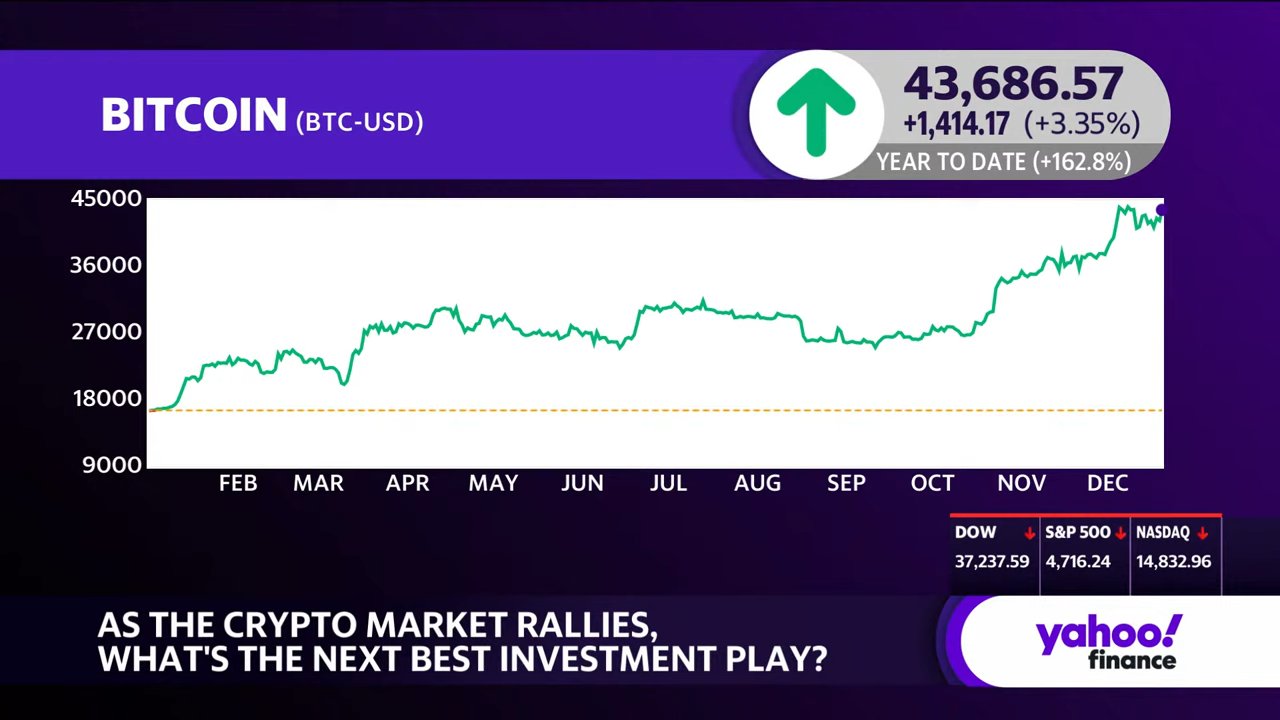 BITCOIN (BTC-USD)
43,686.57
+1,414.17 (+3.35%)
YEAR TO DATE (+162.8%)
45000
36000
27000
18000
9000
FEB MAR APR MAY JUN JUL AUG SEP OCT NOV DEC
DOW S&P 500 NASDAQ
37,237.59 4,716.24 14,832.96
AS THE CRYPTO MARKET RALLIES,
WHAT'S THE NEXT BEST INVESTMENT PLAY?
yahoo!
finance